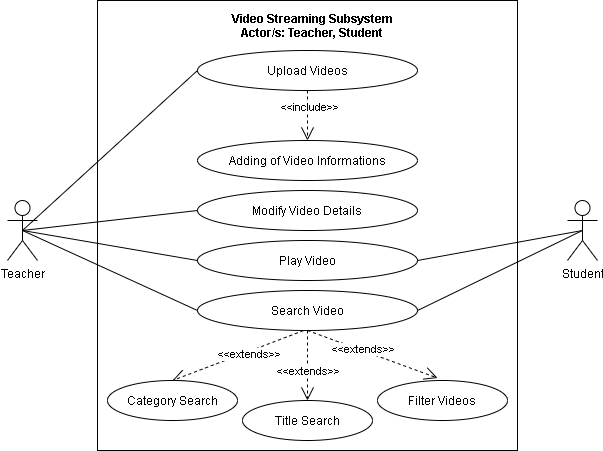 Video Streaming Subsystem
Actor/s: Teacher, Student
Upload Videos
<<include>>
Adding of Video Informations
Modify Video Details
Play Video
Teacher
Student
Search Video
<<extends>>
<<extends>>
<<extends>>
Category Search
Title Search
Filter Videos